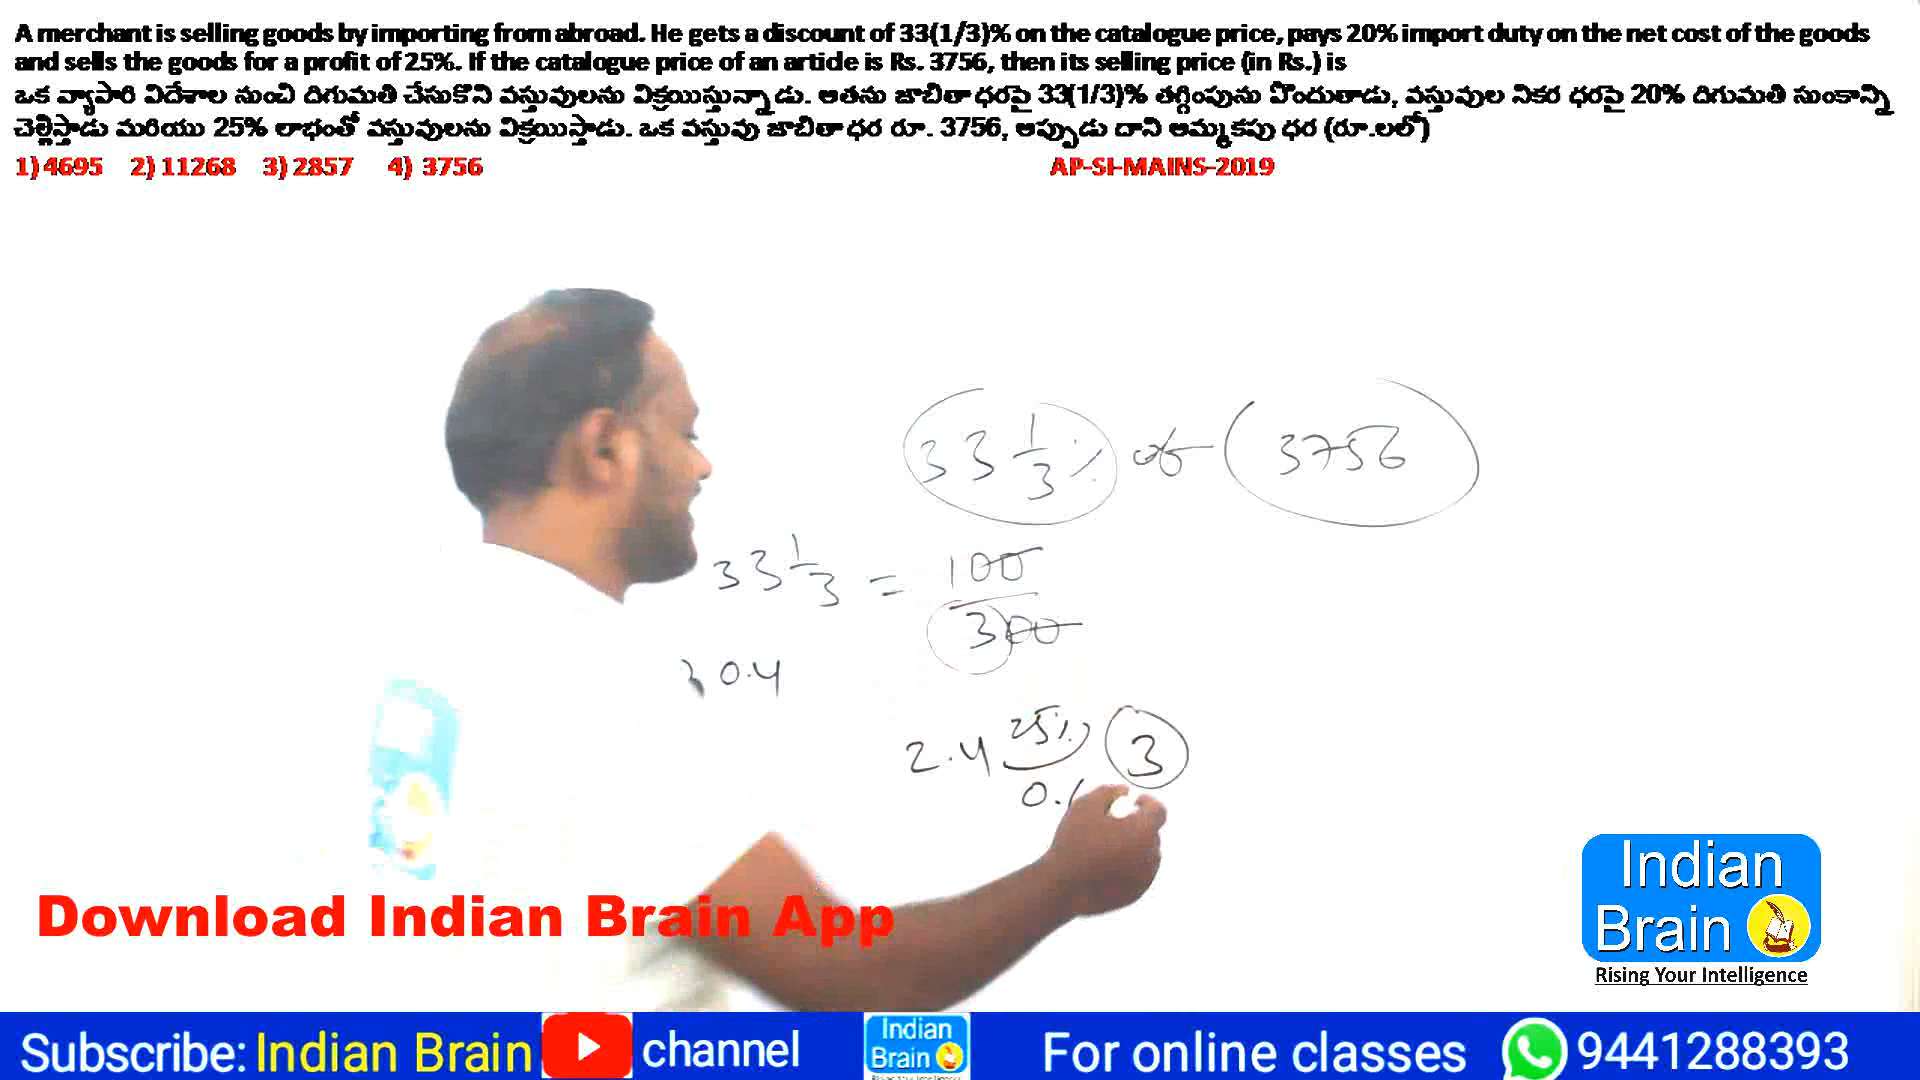 A merchant is selling goods by importing from abroad. He gets a discount of 33(1/3)% on the catalogue price, pays 20% import duty on the net cost of the goods
and sells the goods for a profit of 25%. If the catalogue price of an article is Rs. 3756, then its selling price (in Rs.) is
ఒక వ్యాపారి విదేశాల నుంచి దిగుమతి చేసుకొని వస్తువులను విక్రయిస్తున్నాడు. అతను జాబితా ధరపై 33(1/3)% తగ్గింపును పొందుతాడు, వస్తువుల నికర ధరపై 20% దిగుమతి సుంకాన్ని
చెల్లిస్తాడు మరియు 25% లాభంతో వస్తువులను విక్రయిస్తాడు. ఒక వస్తువు జాబితా ధర రూ. 3756, అప్పుడు దాని అమ్మకపు ధర (రూ.లలో)
1) 4695 2) 11268 3) 2857 4) 3756 AP-SI-MAINS-2019
33 1/3 % of 3756
33 1/3 = 100/300
0.4
2.4 25% 3
Download Indian Brain App
Indian
Brain
Rising Your Intelligence
Subscribe: Indian Brain channel Indian Brain For online classes 9441288393